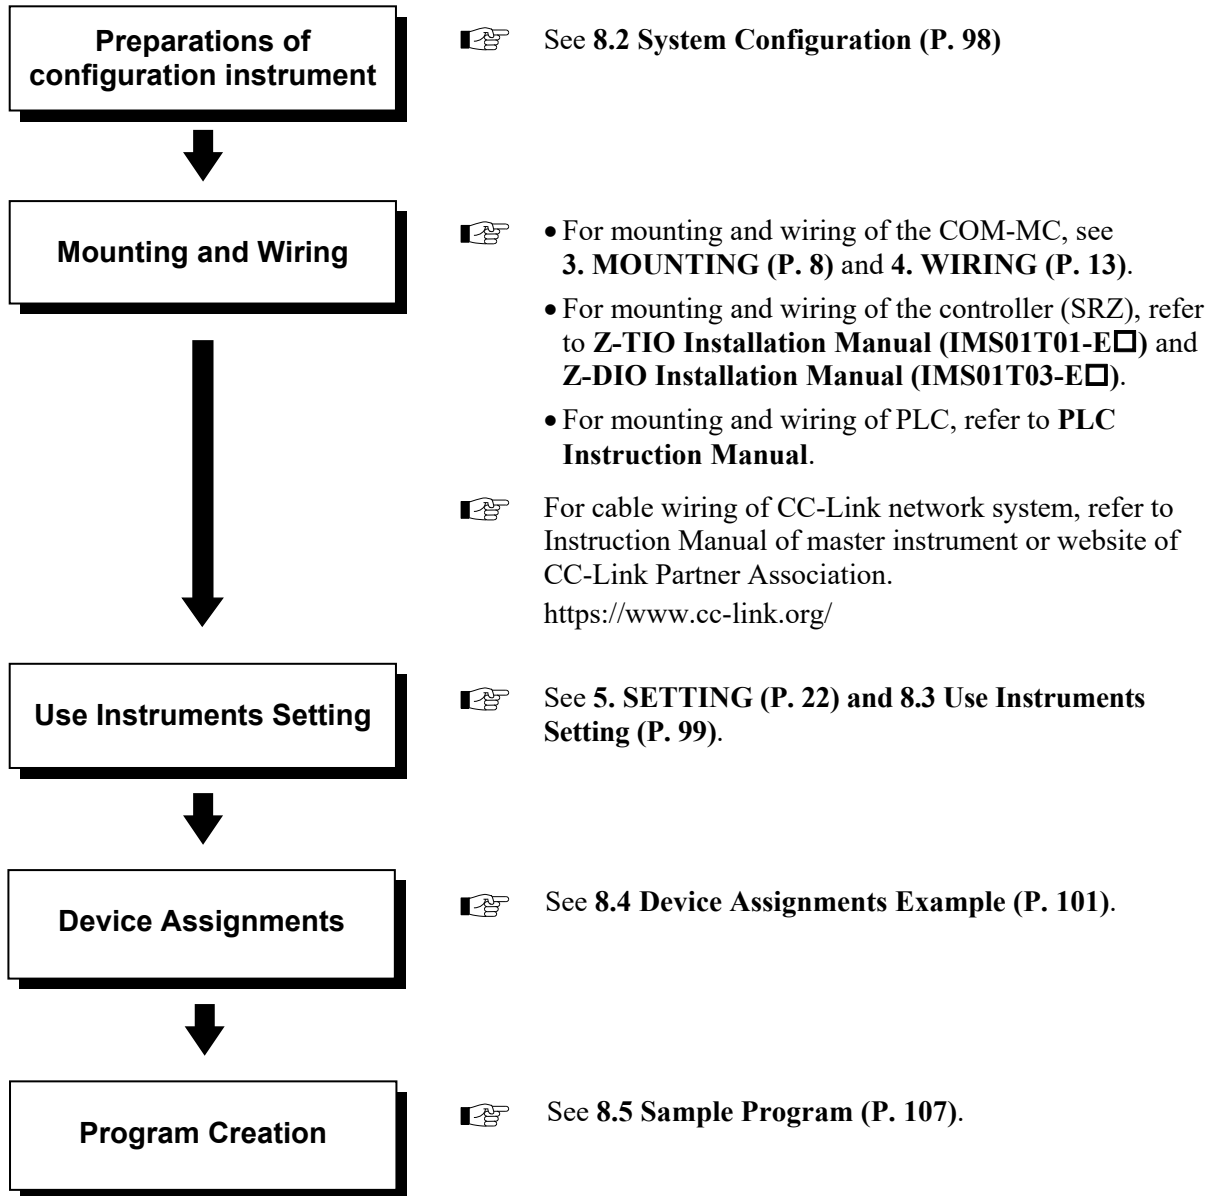 Preparations of
configuration instrument
See 8.2 System Configuration (P. 98)
Mounting and Wiring
• For mounting and wiring of the COM-MC, see
3. MOUNTING (P. 8) and 4. WIRING (P. 13).
• For mounting and wiring of the controller (SRZ), refer
to Z-TIO Installation Manual (IMS01T01-E□) and
Z-DIO Installation Manual (IMS01T03-E□).
• For mounting and wiring of PLC, refer to PLC
Instruction Manual.
For cable wiring of CC-Link network system, refer to
Instruction Manual of master instrument or website of
CC-Link Partner Association.
https://www.cc-link.org/
Use Instruments Setting
See 5. SETTING (P. 22) and 8.3 Use Instruments
Setting (P. 99).
Device Assignments
See 8.4 Device Assignments Example (P. 101).
Program Creation
See 8.5 Sample Program (P. 107).